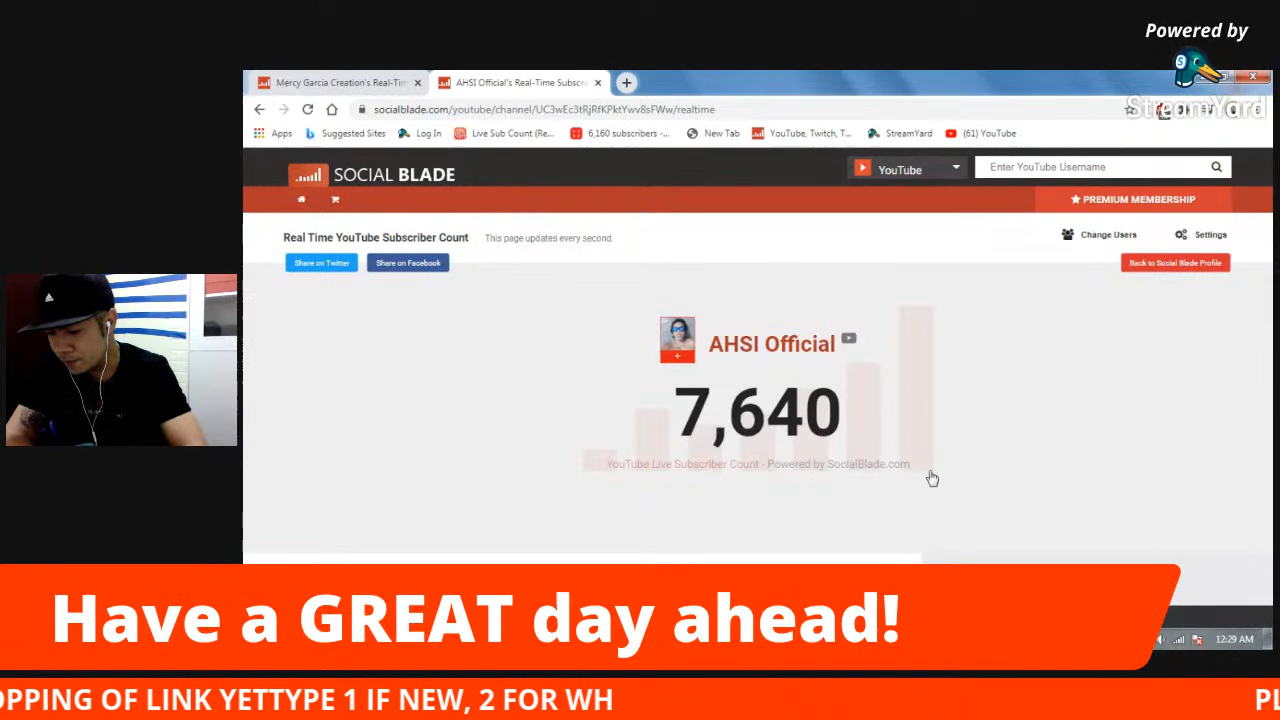 Powered by
StreamYard
Mercy Garcia Creation's Real-Tim
AHSI Official's Real-Time Subscri
socialblade.com/youtube/channel/UC3wEc3tRjRfKPktYwv8sFWw/realtime
Apps
Suggested Sites
Log In
Live Sub Count (Re...
6,160 subscribers -...
New Tab
YouTube, Twitch, T...
StreamYard
(61) YouTube
SOCIAL BLADE
YouTube
Enter YouTube Username
PREMIUM MEMBERSHIP
Real Time YouTube Subscriber Count
This page updates every second.
Change Users
Settings
Share on Twitter
Share on Facebook
Back to Social Blade Profile
AHSI Official
7,640
YouTube Live Subscriber Count - Powered by SocialBlade.com
12:29 AM
Have a GREAT day ahead!
OPPING OF LINK YETTYPE 1 IF NEW, 2 FOR WH
PL